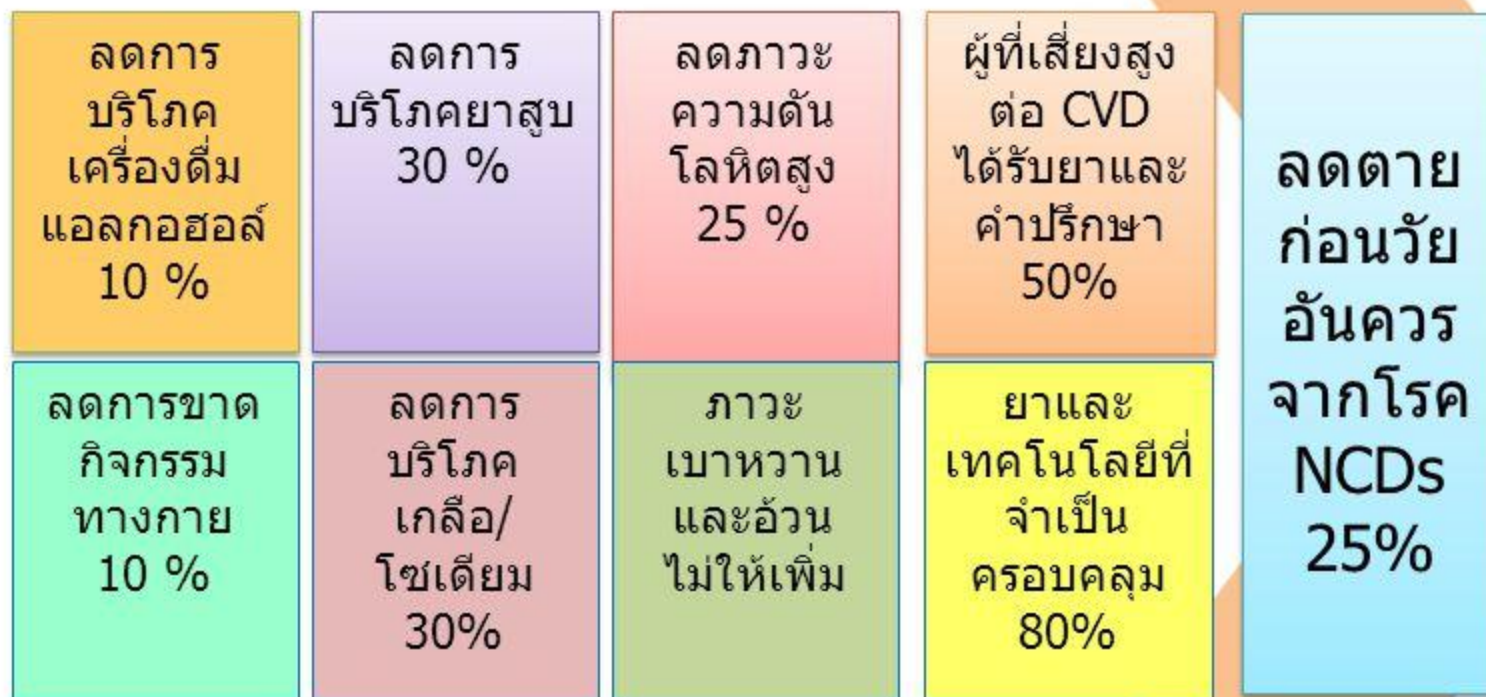 ลดการ
บริโภค
เครื่องดื่ม
แอลกอฮอล์
10 %
ลดการ
บริโภคยาสูบ
30 %
ลดภาวะ
ความดัน
โลหิตสูง
25 %
ผู้ที่เสี่ยงสูง
ต่อ CVD
ได้รับยาและ
คำปรึกษา
50%
ลดการขาด
กิจกรรม
ทางกาย
10 %
ลดการ
บริโภค
เกลือ/
โซเดียม
30%
ภาวะ
เบาหวาน
และอ้วน
ไม่ให้เพิ่ม
ยาและ
เทคโนโลยีที่
จำเป็น
ครอบคลุม
80%
ลดตาย
ก่อนวัย
อันควร
จากโรค
NCDs
25%